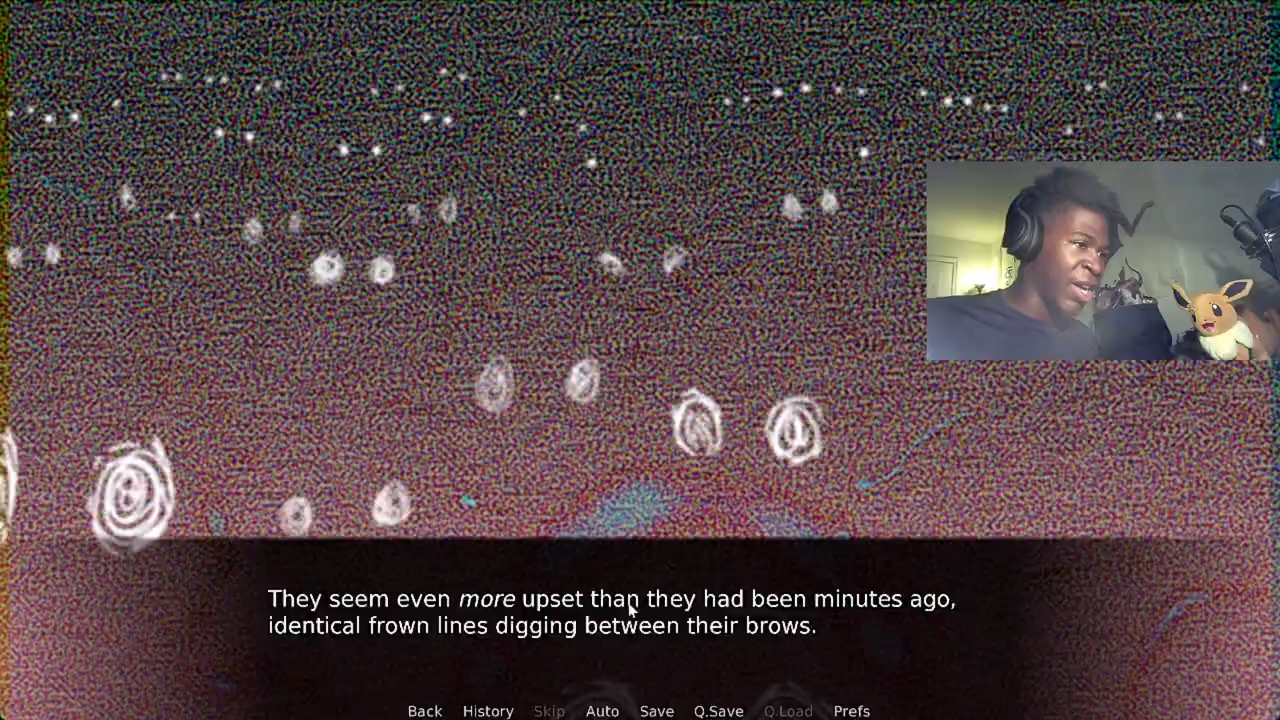 They seem even more upset than they had been minutes ago,
identical frown lines digging between their brows.
Back History Skip Auto Save Q.Save Q.Load Prefs